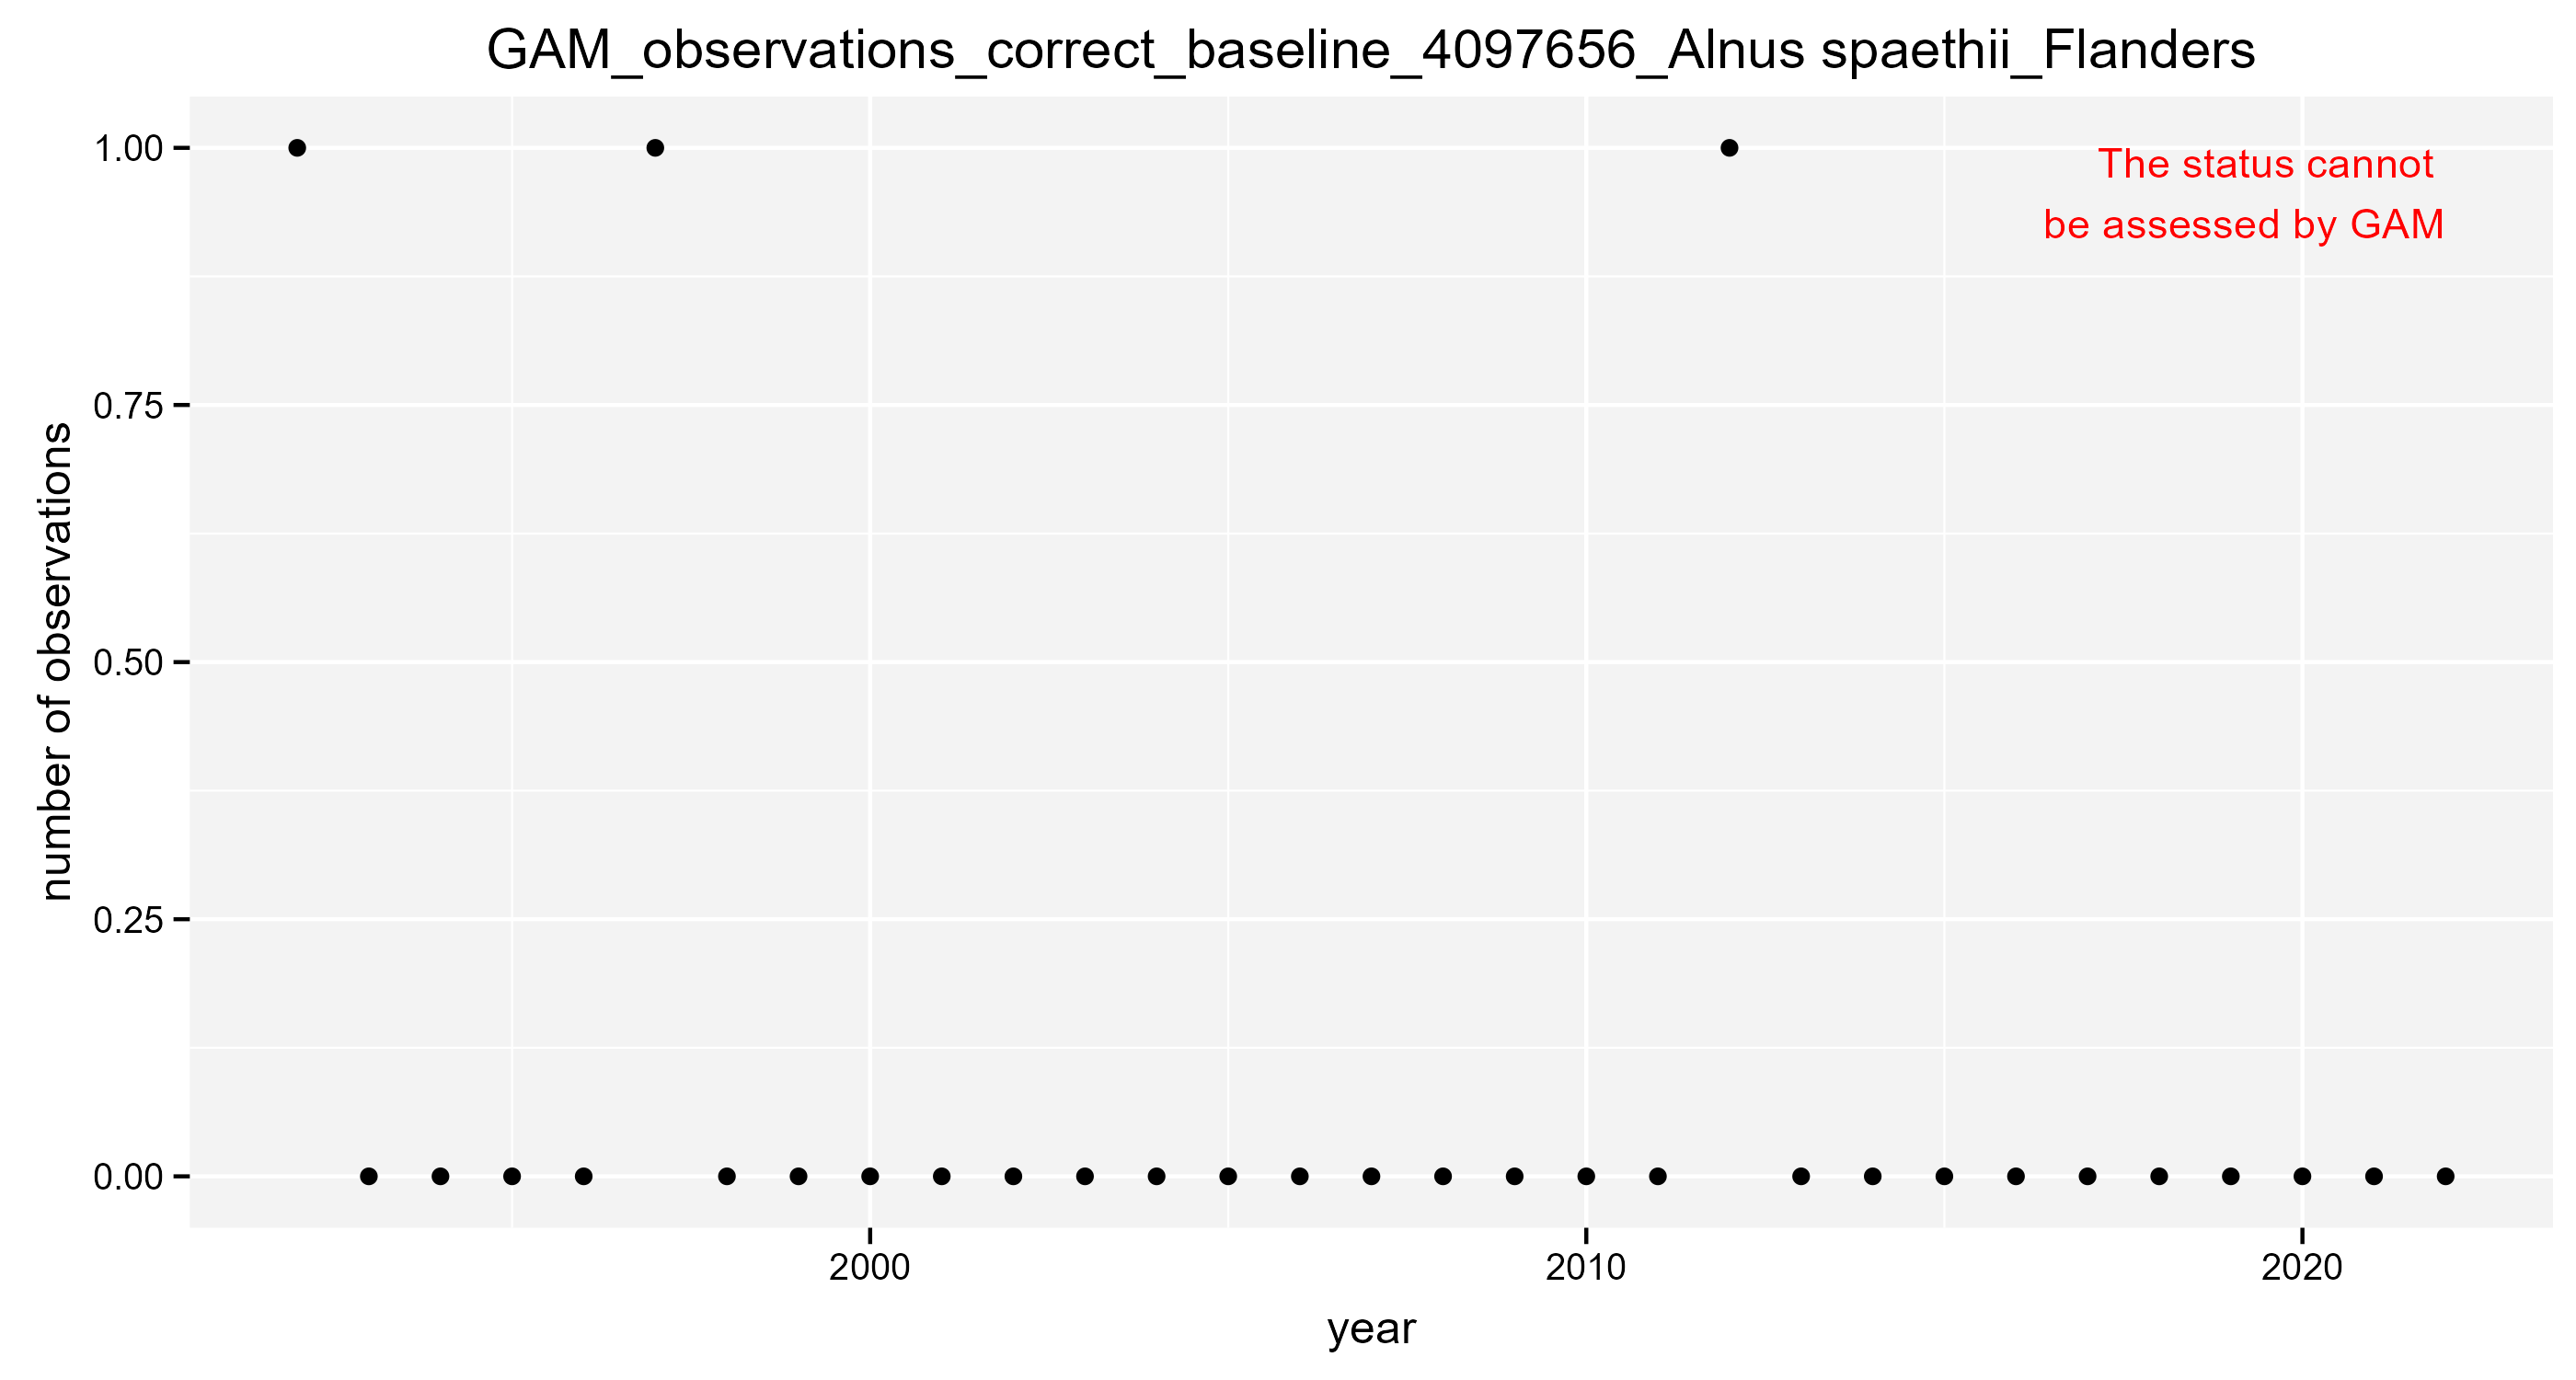 GAM_observations_correct_baseline_4097656_Alnus spaethii_Flanders
1.00
0.75
0.50
0.25
0.00
number of observations
The status cannot
be assessed by GAM
2000
2010
2020
year